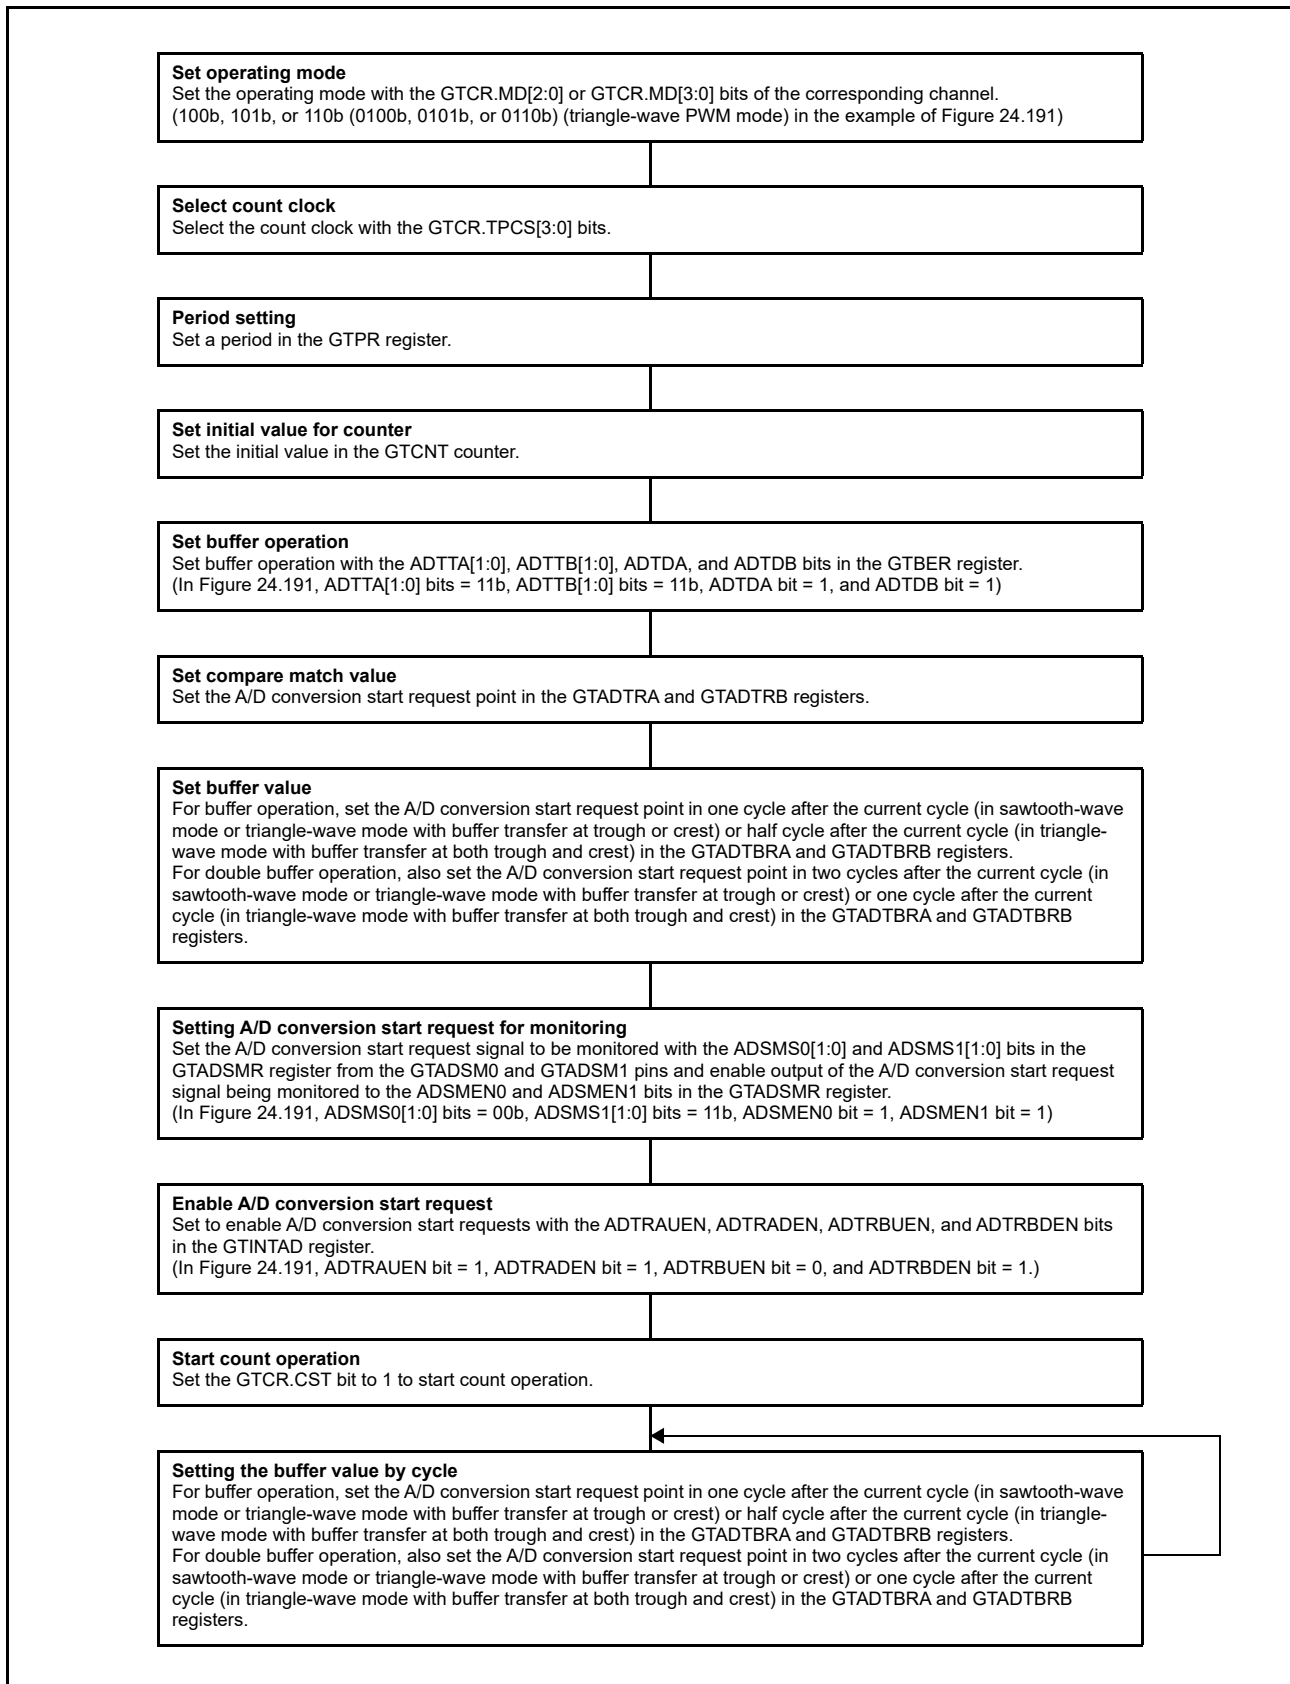 Set operating mode
Set the operating mode with the GTCR.MD[2:0] or GTCR.MD[3:0] bits of the corresponding channel.
(100b, 101b, or 110b (0100b, 0101b, or 0110b) (triangle-wave PWM mode) in the example of Figure 24.191)
Select count clock
Select the count clock with the GTCR.TPCS[3:0] bits.
Period setting
Set a period in the GTPR register.
Set initial value for counter
Set the initial value in the GTCNT counter.
Set buffer operation
Set buffer operation with the ADTTA[1:0], ADTTB[1:0], ADTDA, and ADTDB bits in the GTBER register.
(In Figure 24.191, ADTTA[1:0] bits = 11b, ADTTB[1:0] bits = 11b, ADTDA bit = 1, and ADTDB bit = 1)
Set compare match value
Set the A/D conversion start request point in the GTADTRA and GTADTRB registers.
Set buffer value
For buffer operation, set the A/D conversion start request point in one cycle after the current cycle (in sawtooth-wave
mode or triangle-wave mode with buffer transfer at trough or crest) or half cycle after the current cycle (in triangle-
wave mode with buffer transfer at both trough and crest) in the GTADTBRA and GTADTBRB registers.
For double buffer operation, also set the A/D conversion start request point in two cycles after the current cycle (in
sawtooth-wave mode or triangle-wave mode with buffer transfer at trough or crest) or one cycle after the current
cycle (in triangle-wave mode with buffer transfer at both trough and crest) in the GTADTBRA and GTADTBRB
registers.
Setting A/D conversion start request for monitoring
Set the A/D conversion start request signal to be monitored with the ADSMS0[1:0] and ADSMS1[1:0] bits in the
GTADSMR register from the GTADSM0 and GTADSM1 pins and enable output of the A/D conversion start request
signal being monitored to the ADSMEN0 and ADSMEN1 bits in the GTADSMR register.
(In Figure 24.191, ADSMS0[1:0] bits = 00b, ADSMS1[1:0] bits = 11b, ADSMEN0 bit = 1, ADSMEN1 bit = 1)
Enable A/D conversion start request
Set to enable A/D conversion start requests with the ADTRAUEN, ADTRADEN, ADTRBUEN, and ADTRBDEN bits
in the GTINTAD register.
(In Figure 24.191, ADTRAUEN bit = 1, ADTRADEN bit = 1, ADTRBUEN bit = 0, and ADTRBDEN bit = 1.)
Start count operation
Set the GTCR.CST bit to 1 to start count operation.
Setting the buffer value by cycle
For buffer operation, set the A/D conversion start request point in one cycle after the current cycle (in sawtooth-wave
mode or triangle-wave mode with buffer transfer at trough or crest) or half cycle after the current cycle (in triangle-
wave mode with buffer transfer at both trough and crest) in the GTADTBRA and GTADTBRB registers.
For double buffer operation, also set the A/D conversion start request point in two cycles after the current cycle (in
sawtooth-wave mode or triangle-wave mode with buffer transfer at trough or crest) or one cycle after the current
cycle (in triangle-wave mode with buffer transfer at both trough and crest) in the GTADTBRA and GTADTBRB
registers.